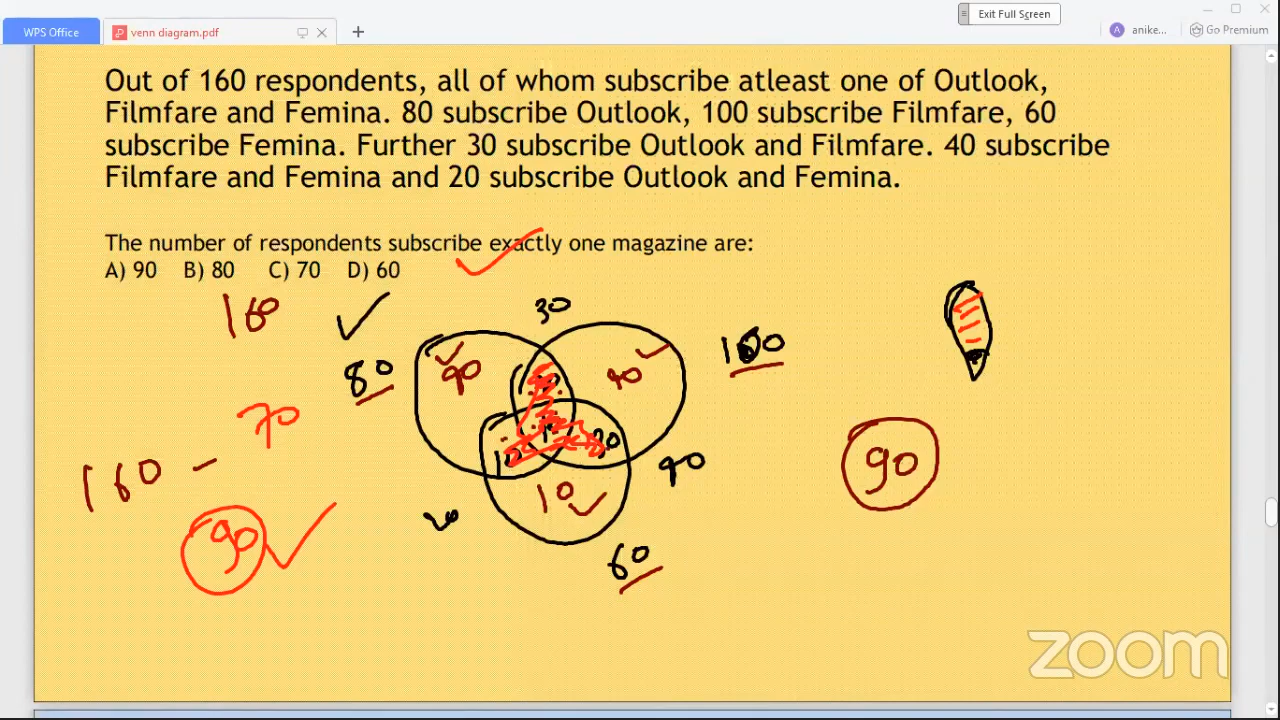 Exit Full Screen
WPS Office
venn diagram.pdf
anike...
Go Premium
Out of 160 respondents, all of whom subscribe atleast one of Outlook,
Filmfare and Femina. 80 subscribe Outlook, 100 subscribe Filmfare, 60
subscribe Femina. Further 30 subscribe Outlook and Filmfare. 40 subscribe
Filmfare and Femina and 20 subscribe Outlook and Femina.
The number of respondents subscribe exactly one magazine are:
A) 90 B) 80 C) 70 D) 60
160
30
80
40
40
100
70
10
30
90
160 -
10
40
20
90
60
zoom